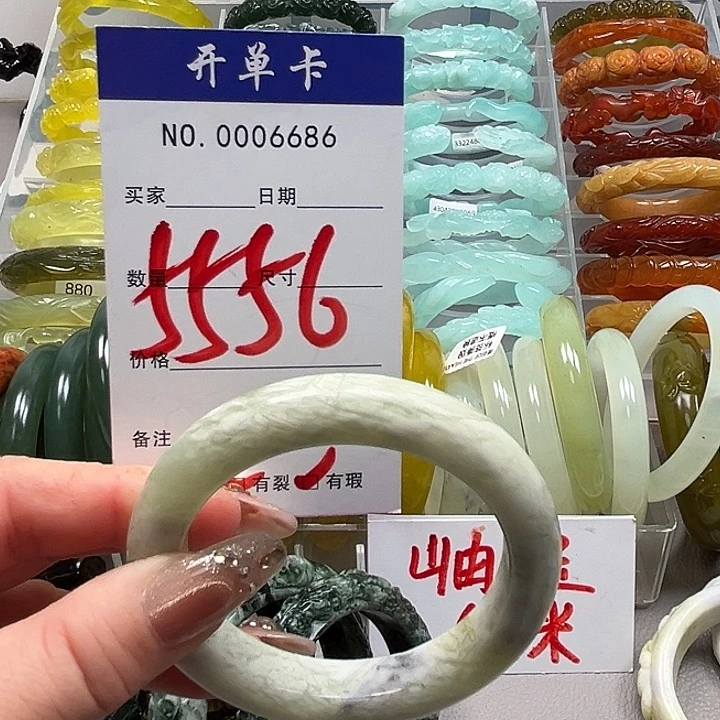 开单卡
NO. 0006686
买家 日期
数量 尺寸
5556
价格
备注
有裂 有瑕
880
岫
米